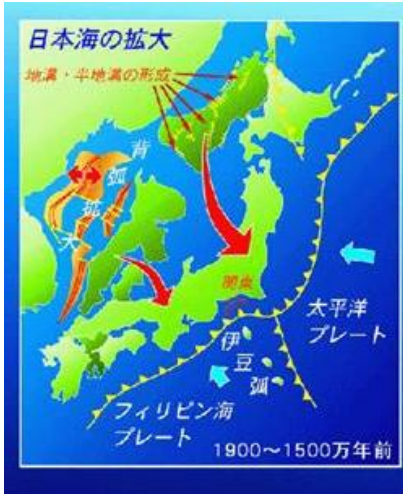 日本海の拡大
地溝・半地溝の形成
背弧拡大
関東
伊豆弧
太平洋
プレート
フィリピン海
プレート
1900～1500万年前